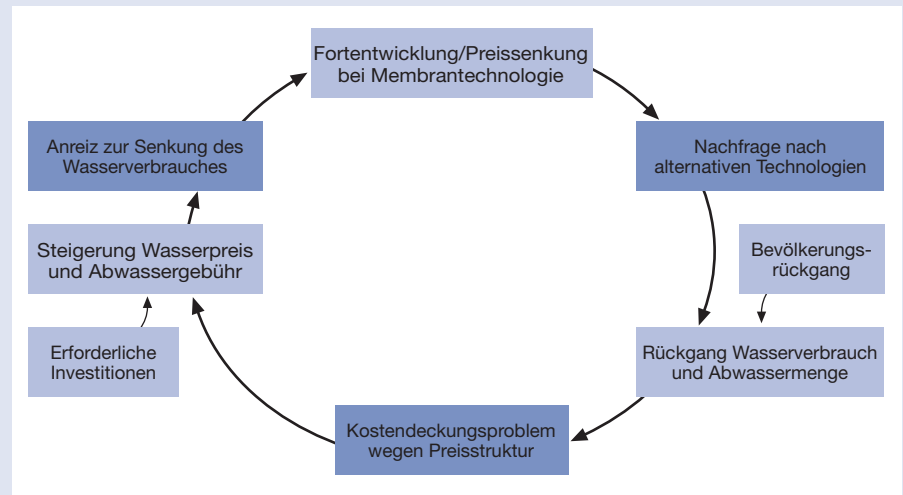 Fortentwicklung/Preissenkung
bei Membrantechnologie
Anreiz zur Senkung des
Wasserverbrauches
Nachfrage nach
alternativen Technologien
Steigerung Wasserpreis
und Abwassergebühr
Bevölkerungs-
rückgang
Erforderliche
Investitionen
Rückgang Wasserverbrauch
und Abwassermenge
Kostendeckungsproblem
wegen Preisstruktur